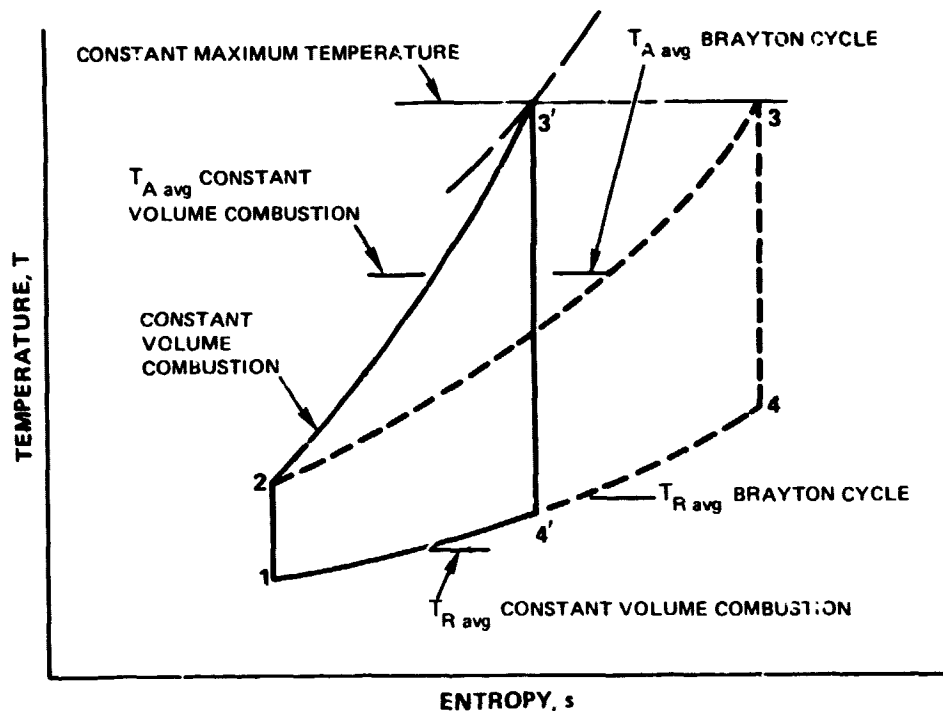 CONSTANT MAXIMUM TEMPERATURE
T A avg BRAYTON CYCLE
3'
3
T A avg CONSTANT
VOLUME COMBUSTION
CONSTANT
VOLUME
COMBUSTION
TEMPERATURE, T
2
4
T R avg BRAYTON CYCLE
4'
1
T R avg CONSTANT VOLUME COMBUSTION
ENTROPY, s